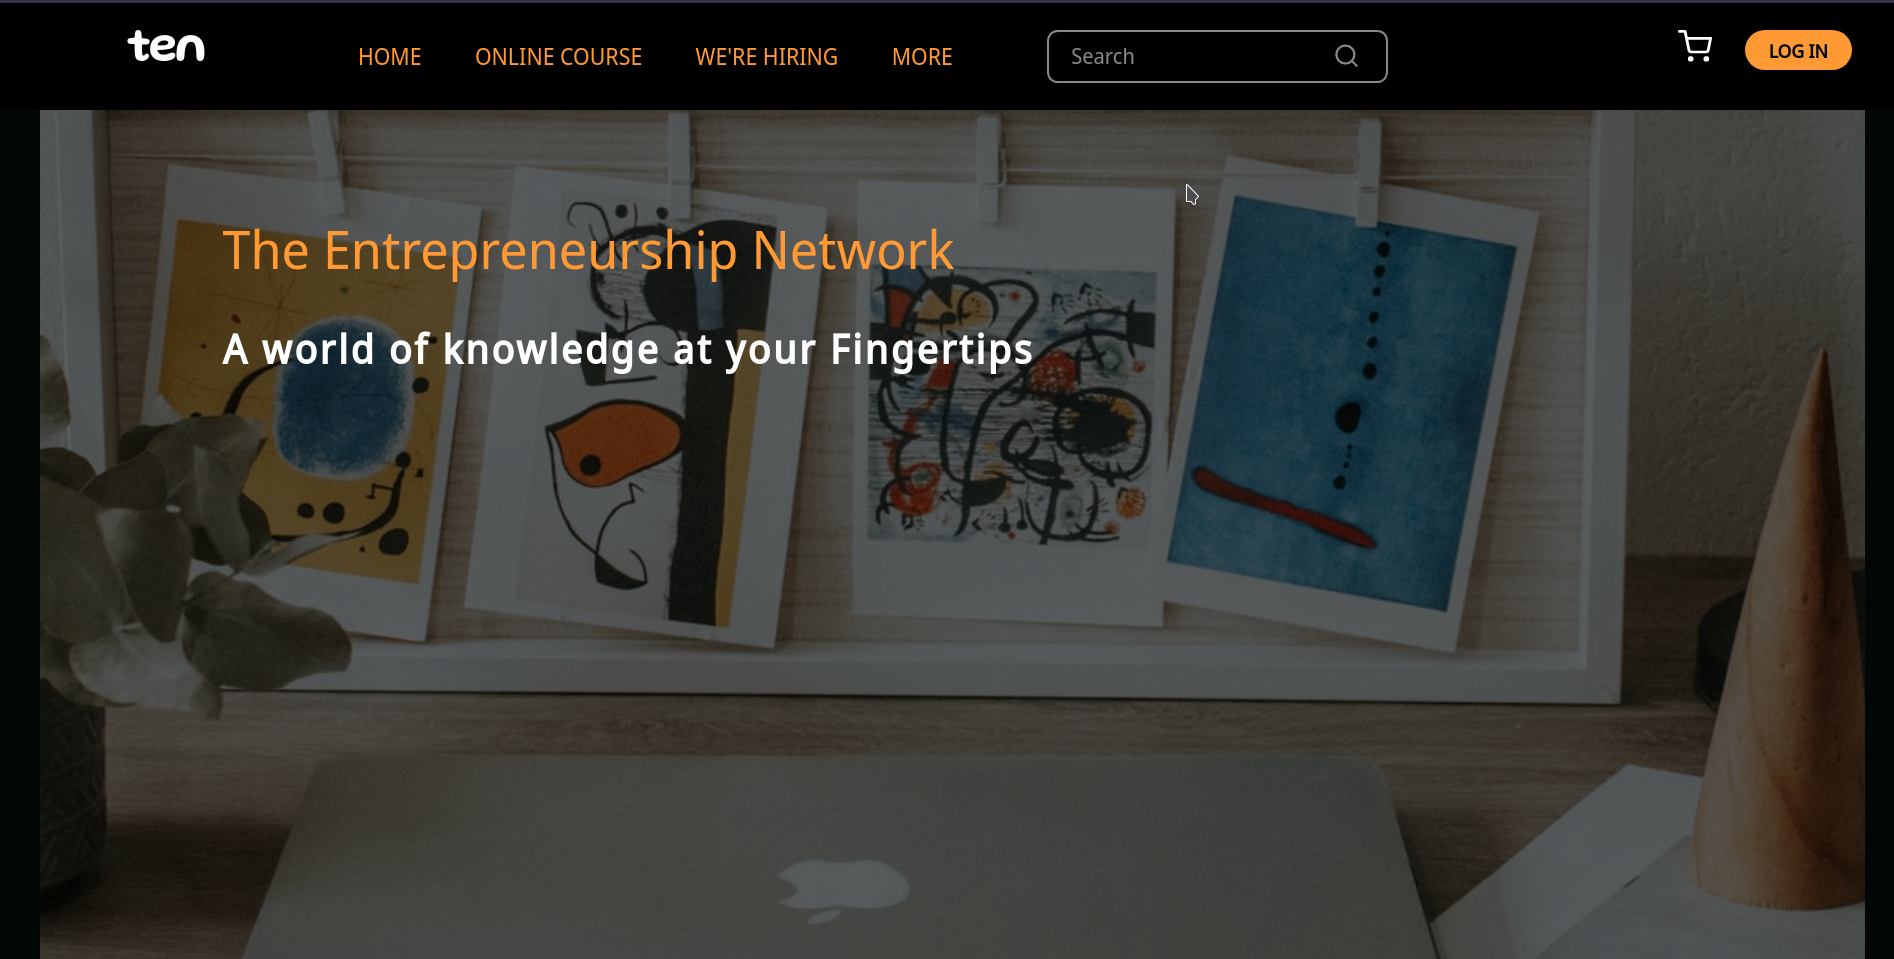 ten
HOME
ONLINE COURSE
WE'RE HIRING
MORE
Search
LOG IN
The Entrepreneurship Network
A world of knowledge at your Fingertips